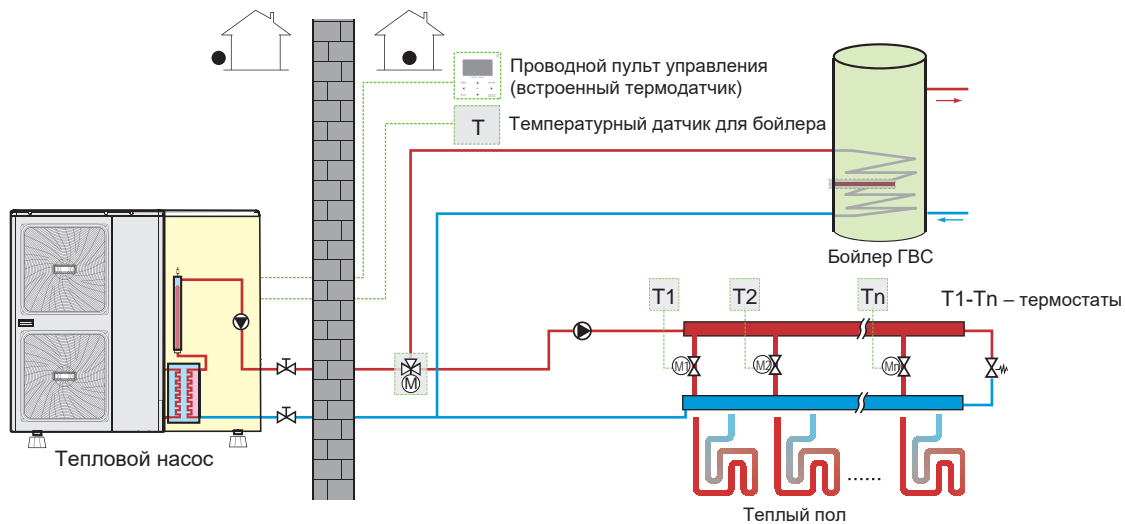 Проводной пульт управления
(встроенный термодатчик)
T
Температурный датчик для бойлера
Бойлер ГВС
T1
T2
Tn
T1-Tn – термостаты
M
M1
M2
Mn
Тепловой насос
......
Теплый пол